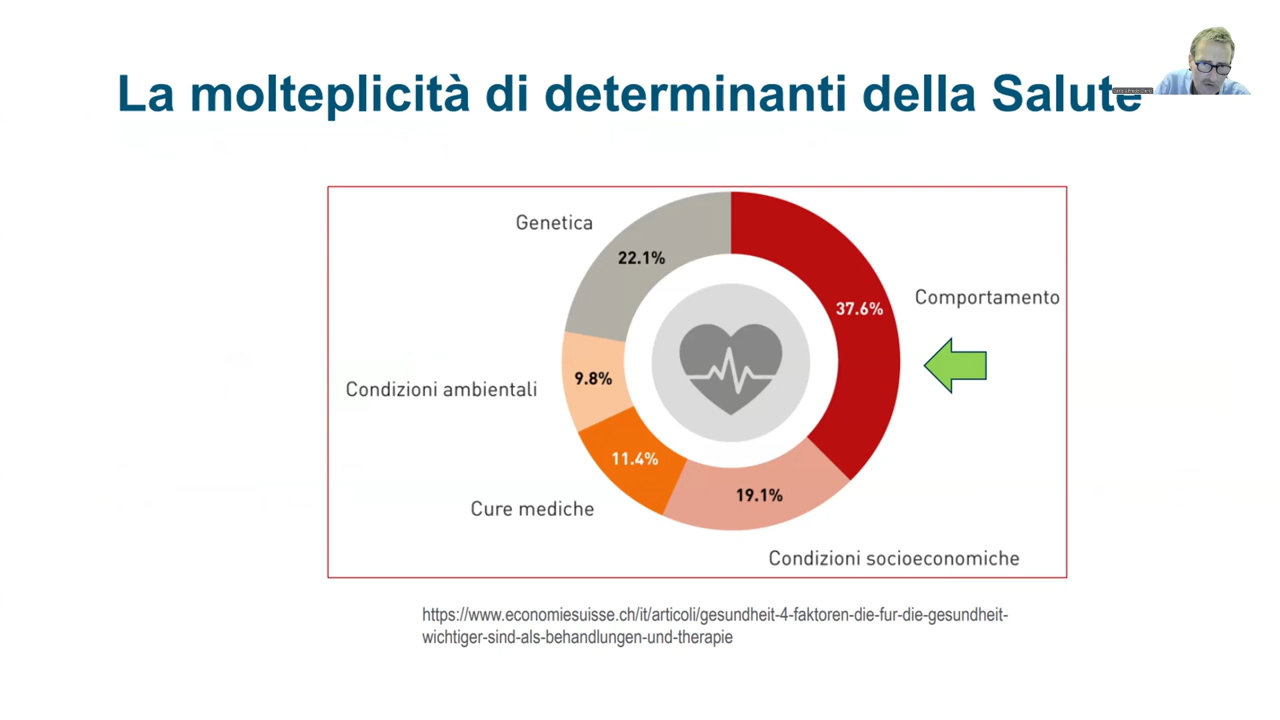 La molteplicità di determinanti della Salute
Genetica
22.1%
37.6%
Comportamento
Condizioni ambientali
9.8%
11.4%
Cure mediche
19.1%
Condizioni socioeconomiche
https://www.economiesuisse.ch/it/articoli/gesundheit-4-faktoren-die-fur-die-gesundheit-
wichtiger-sind-als-behandlungen-und-therapie